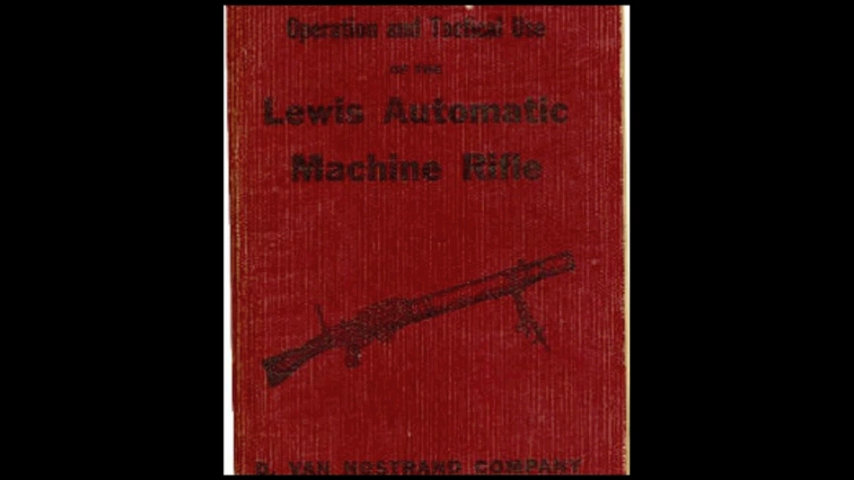 Operation and Tactical Use
OF THE
Lewis Automatic
Machine Rifle
D. VAN NOSTRAND COMPANY